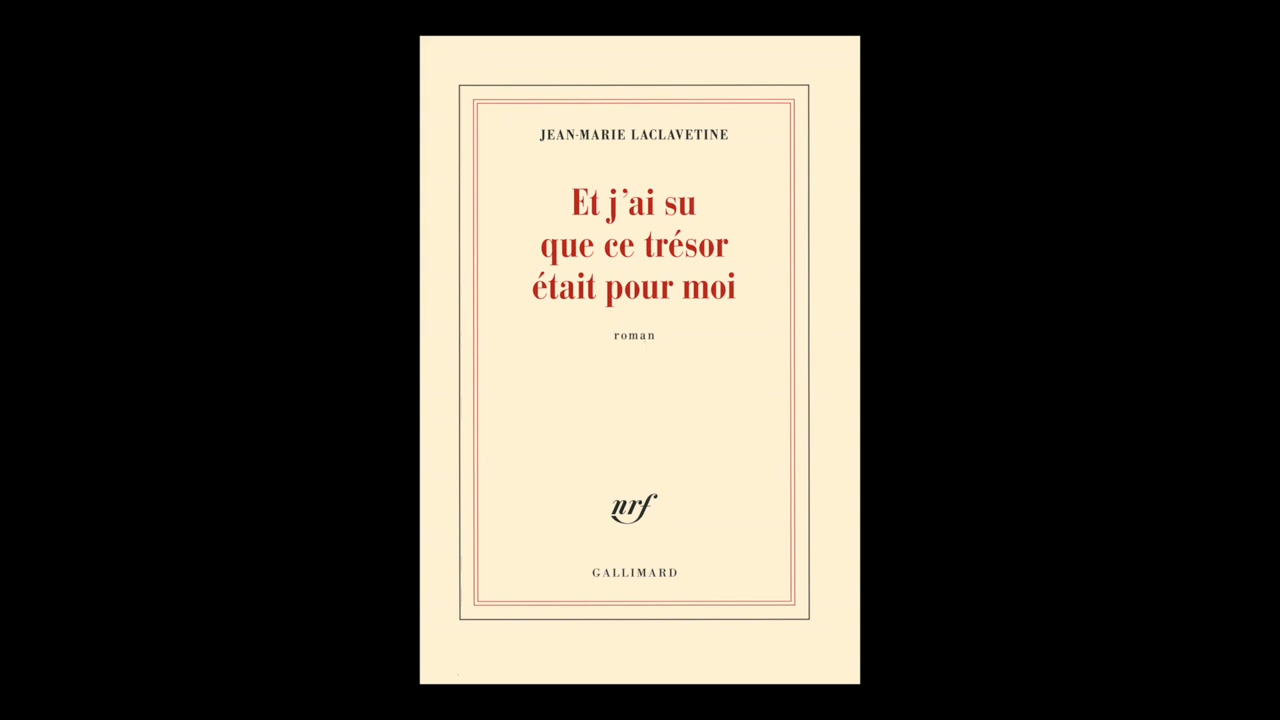 JEAN-MARIE LACLAVETINE
Et j’ai su
que ce trésor
était pour moi
roman
nrf
GALLIMARD